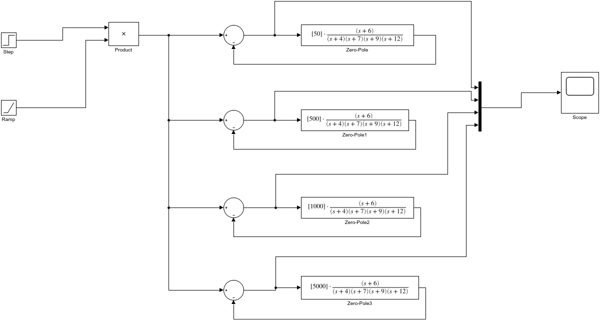 Step
×
Product
Ramp
+
−
[50] · (s+6)
(s+4)(s+7)(s+9)(s+12)
Zero-Pole
+
−
[500] · (s+6)
(s+4)(s+7)(s+9)(s+12)
Zero-Pole1
+
−
[1000] · (s+6)
(s+4)(s+7)(s+9)(s+12)
Zero-Pole2
+
−
[5000] · (s+6)
(s+4)(s+7)(s+9)(s+12)
Zero-Pole3
Scope